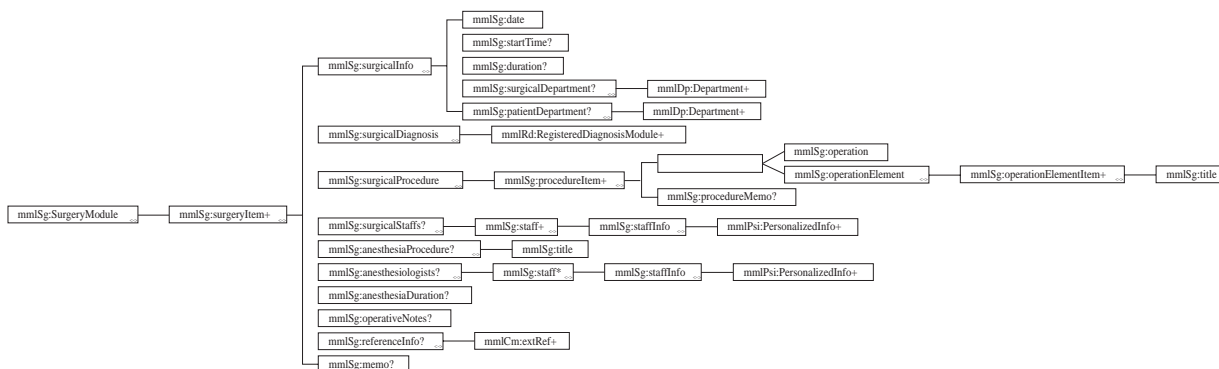 mmlSg:date
mmlSg:startTime?
mmlSg:surgicalInfo
mmlSg:duration?
mmlSg:surgicalDepartment? mmlDp:Department+
mmlSg:patientDepartment? mmlDp:Department+
mmlSg:surgicalDiagnosis mmlRd:RegisteredDiagnosisModule+
mmlSg:operation
mmlSg:operationElement mmlSg:operationElementItem+ mmlSg:title
mmlSg:surgicalProcedure mmlSg:procedureItem+
mmlSg:procedureMemo?
mmlSg:SurgeryModule mmlSg:surgeryItem+
mmlSg:surgicalStaffs? mmlSg:staff+ mmlSg:staffInfo mmlPsi:PersonalizedInfo+
mmlSg:anesthesiaProcedure? mmlSg:title
mmlSg:anesthesiologists? mmlSg:staff* mmlSg:staffInfo mmlPsi:PersonalizedInfo+
mmlSg:anesthesiaDuration?
mmlSg:operativeNotes?
mmlSg:referenceInfo? mmlCm:extRef+
mmlSg:memo?